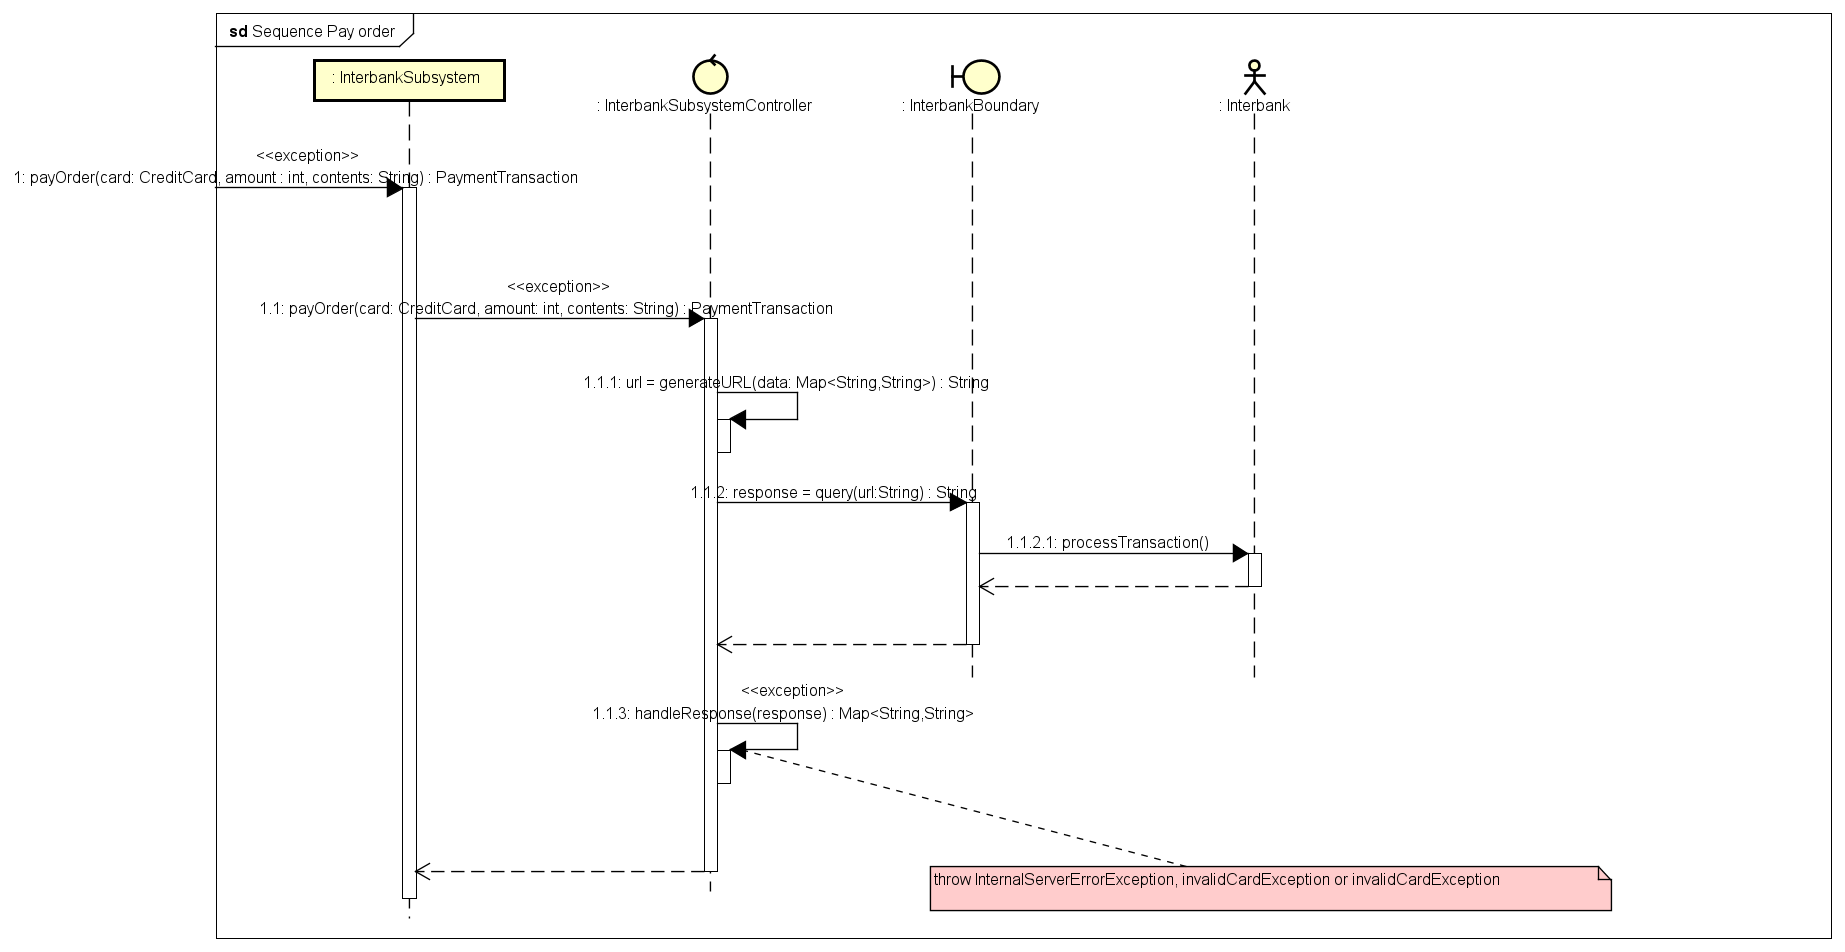 sd Sequence Pay order
: InterbankSubsystem
: InterbankSubsystemController
: InterbankBoundary
: Interbank
<<exception>>
1: payOrder(card: CreditCard, amount : int, contents: String) : PaymentTransaction
<<exception>>
1.1: payOrder(card: CreditCard, amount: int, contents: String) : PaymentTransaction
1.1.1: url = generateURL(data: Map<String,String>) : String
1.1.2: response = query(url:String) : String
1.1.2.1: processTransaction()
<<exception>>
1.1.3: handleResponse(response) : Map<String,String>
throw InternalServerErrorException, invalidCardException or invalidCardException